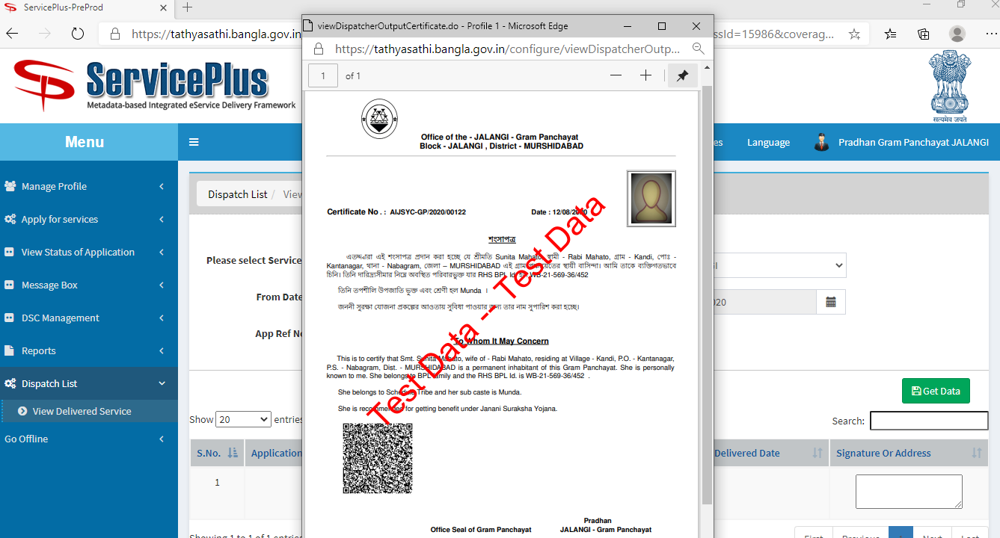 ServicePlus-PreProd
https://tathyasathi.bangla.gov.in
ssId=15986&coverag...
viewDispatcherOutputCertificate.do - Profile 1 - Microsoft Edge
https://tathyasathi.bangla.gov.in/configure/viewDispatcherOutp...
1 of 1
ServicePlus
Metadata-based Integrated eService Delivery Framework
सत्यमेव जयते
Menu
es Language Pradhan Gram Panchayat JALANGI
Manage Profile
Apply for services
View Status of Application
Message Box
DSC Management
Reports
Dispatch List
View Delivered Service
Go Offline
Dispatch List / View
Please select Service
From Date
2020
App Ref No
Get Data
Show 20 entries
Search:
S.No. Application Delivered Date Signature Or Address
1
Showing 1 to 1 of 1 entries
First Previous 1 Next Last
Office of the - JALANGI - Gram Panchayat
Block - JALANGI , District - MURSHIDABAD
Certificate No . : AIJSYC-GP/2020/00122 Date : 12/08/2020
শংসাপত্র
এতদ্দ্বারা এই শংসাপত্র প্রদান করা হচ্ছে যে শ্রীমতি Sunita Mahato, স্বামী - Rabi Mahato, গ্রাম - Kandi, পোঃ -
Kantanagar, থানা - Nabagram, জেলা – MURSHIDABAD এই গ্রাম পঞ্চায়েতের স্থায়ী বাসিন্দা। আমি তাকে ব্যক্তিগতভাবে
চিনি। তিনি দারিদ্র্যসীমার নিম্নে অবস্থিত পরিবারভুক্ত যার RHS BPL Id. হল WB-21-569-36/452
তিনি তপশীলি উপজাতি ভুক্ত এবং শ্রেণী হল Munda ।
জননী সুরক্ষা যোজনা প্রকল্পের আওতায় সুবিধা পাওয়ার জন্য তার নাম সুপারিশ করা হচ্ছে।
To Whom It May Concern
This is to certify that Smt. Sunita Mahato, wife of - Rabi Mahato, residing at Village - Kandi, P.O. - Kantanagar,
P.S. - Nabagram, Dist. - MURSHIDABAD is a permanent inhabitant of this Gram Panchayat. She is personally
known to me. She belongs to BPL family and the RHS BPL Id. is WB-21-569-36/452 .
She belongs to Schedule Tribe and her sub caste is Munda.
She is recommended for getting benefit under Janani Suraksha Yojana.
Test Data -- Test Data
Pradhan
Office Seal of Gram Panchayat JALANGI - Gram Panchayat